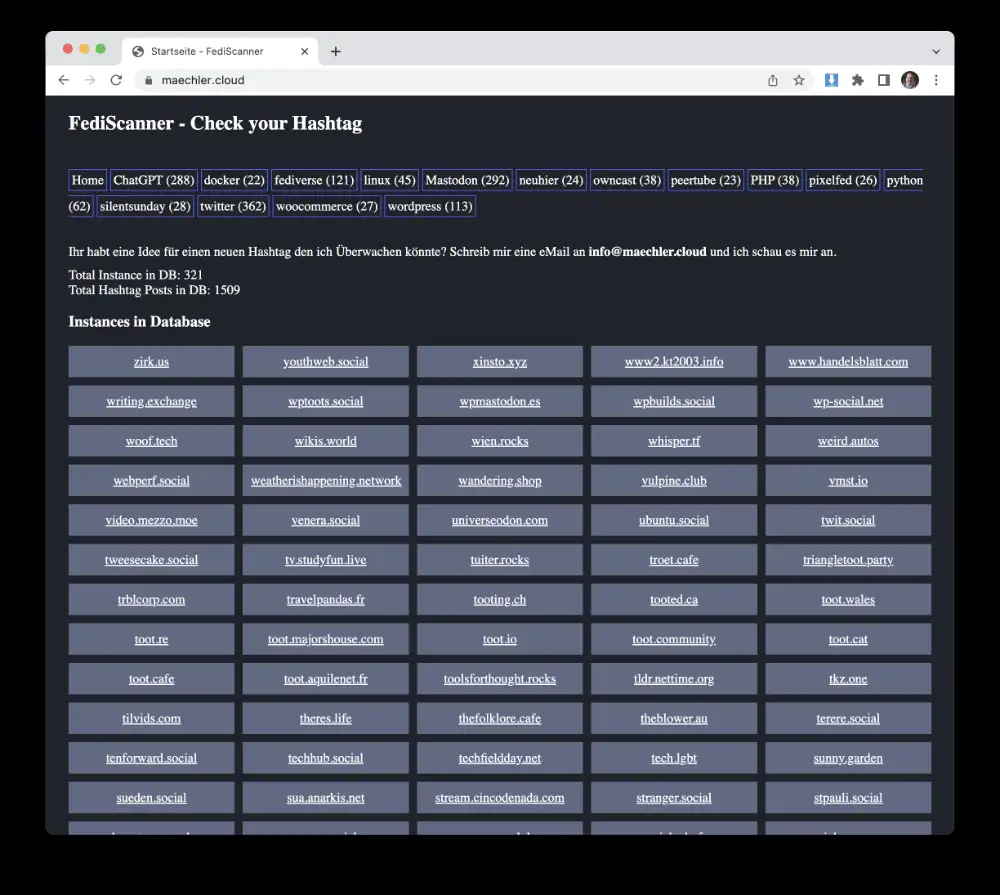 Startseite - FediScanner
maechler.cloud
FediScanner - Check your Hashtag
Home ChatGPT (288) docker (22) fediverse (121) linux (45) Mastodon (292) neuhier (24) owncast (38) peertube (23) PHP (38) pixelfed (26) python
(62) silentsunday (28) twitter (362) woocommerce (27) wordpress (113)
Ihr habt eine Idee für einen neuen Hashtag den ich Überwachen könnte? Schreib mir eine eMail an info@maechler.cloud und ich schau es mir an.
Total Instance in DB: 321
Total Hashtag Posts in DB: 1509
Instances in Database
zirk.us youthweb.social xinsto.xyz www2.kt2003.info www.handelsblatt.com
writing.exchange wptoots.social wpmastodon.es wpbuilds.social wp-social.net
woof.tech wikis.world wien.rocks whisper.tf weird.autos
webperf.social weatherishappening.network wandering.shop vulpine.club vmst.io
video.mezzo.moe venera.social universeodon.com ubuntu.social twit.social
tweesecake.social tv.studyfun.live tuiter.rocks troet.cafe triangletoot.party
trblcorp.com travelpandas.fr tooting.ch tooted.ca toot.wales
toot.re toot.majorshouse.com toot.io toot.community toot.cat
toot.cafe toot.aquilenet.fr toolsforthought.rocks tldr.nettime.org tkz.one
tilvids.com theres.life thefolklore.cafe theblower.au terere.social
tenforward.social techhub.social techfieldday.net tech.lgbt sunny.garden
sueden.social sua.anarkis.net stream.cincodenada.com stranger.social stpauli.social